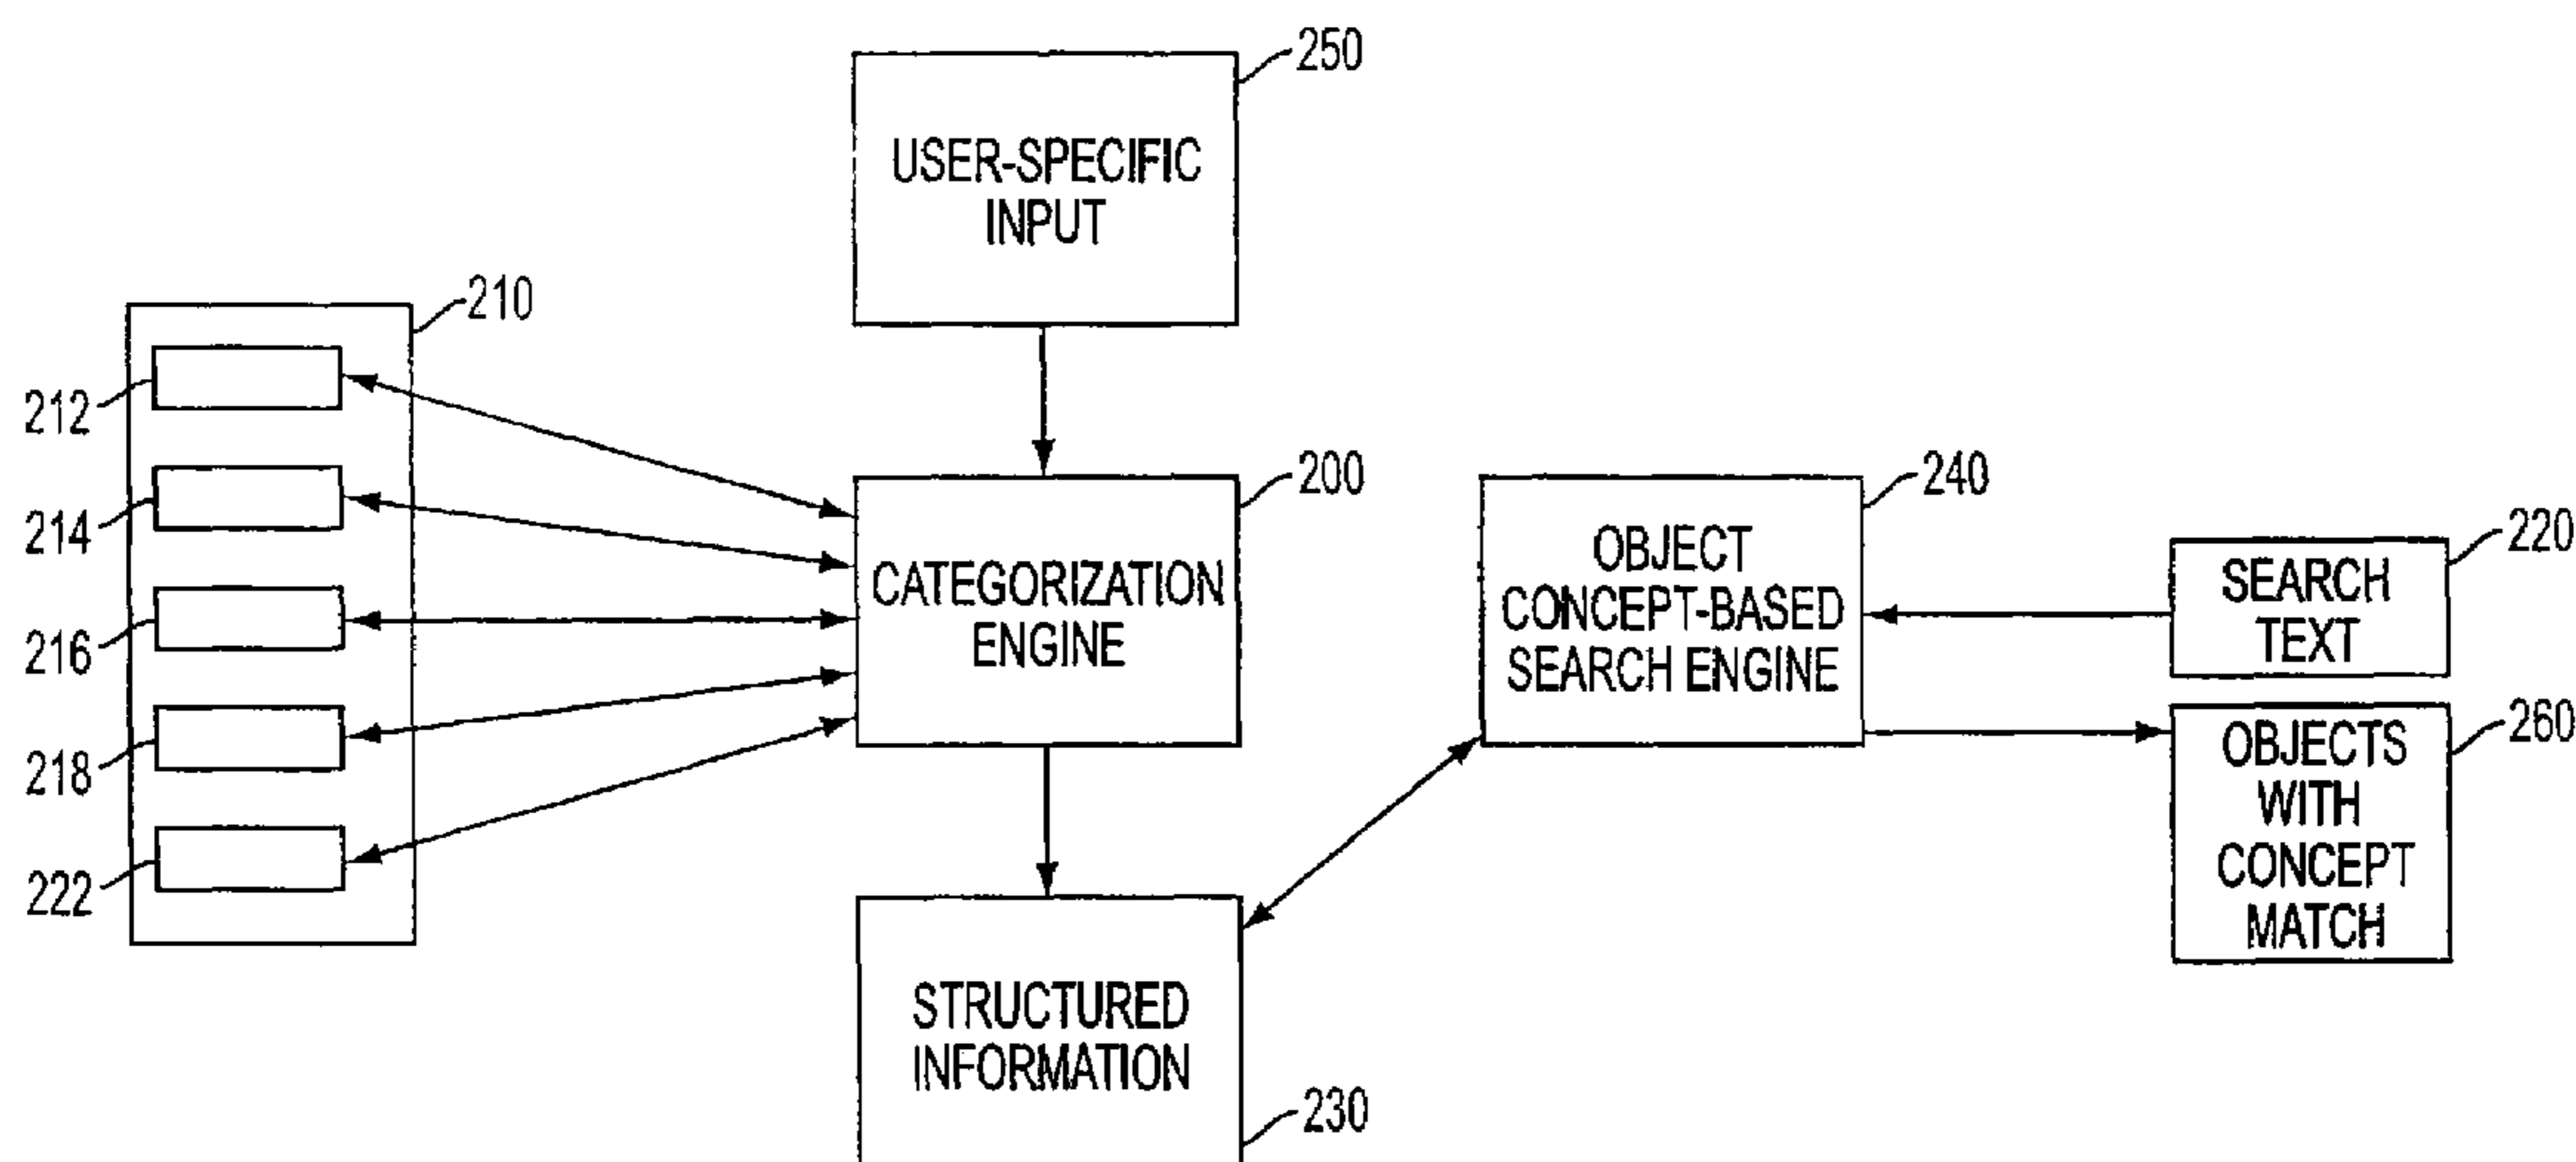 250
USER-SPECIFIC
INPUT
210
212
214
216
218
222
200
CATEGORIZATION
ENGINE
240
OBJECT
CONCEPT-BASED
SEARCH ENGINE
220
SEARCH
TEXT
260
OBJECTS
WITH
CONCEPT
MATCH
STRUCTURED
INFORMATION
230